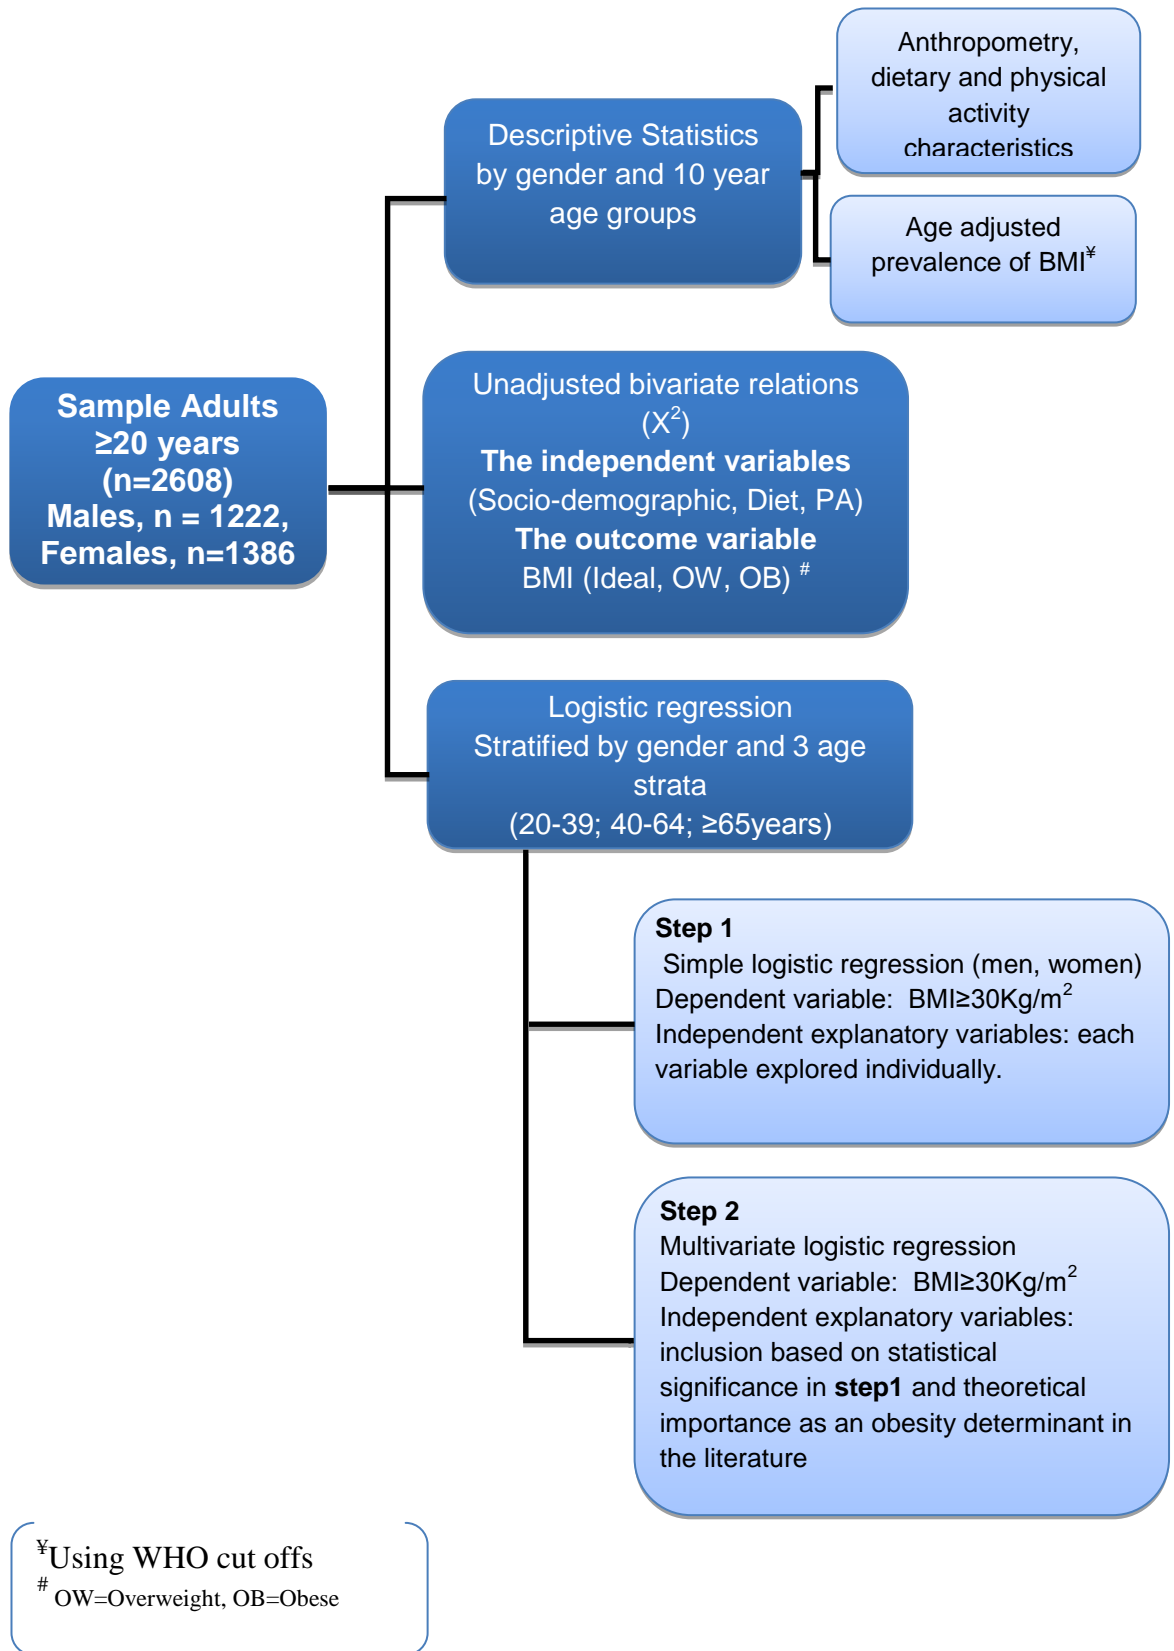 Anthropometry,
dietary and physical
activity
characteristics
Descriptive Statistics
by gender and 10 year
age groups
Age adjusted
prevalence of BMI¥
Sample Adults
≥20 years
(n=2608)
Males, n = 1222,
Females, n=1386
Unadjusted bivariate relations
(X²)
The independent variables
(Socio-demographic, Diet, PA)
The outcome variable
BMI (Ideal, OW, OB) #
Logistic regression
Stratified by gender and 3 age
strata
(20-39; 40-64; ≥65years)
Step 1
Simple logistic regression (men, women)
Dependent variable: BMI≥30Kg/m²
Independent explanatory variables: each
variable explored individually.
Step 2
Multivariate logistic regression
Dependent variable: BMI≥30Kg/m²
Independent explanatory variables:
inclusion based on statistical
significance in step1 and theoretical
importance as an obesity determinant in
the literature
¥Using WHO cut offs
# OW=Overweight, OB=Obese